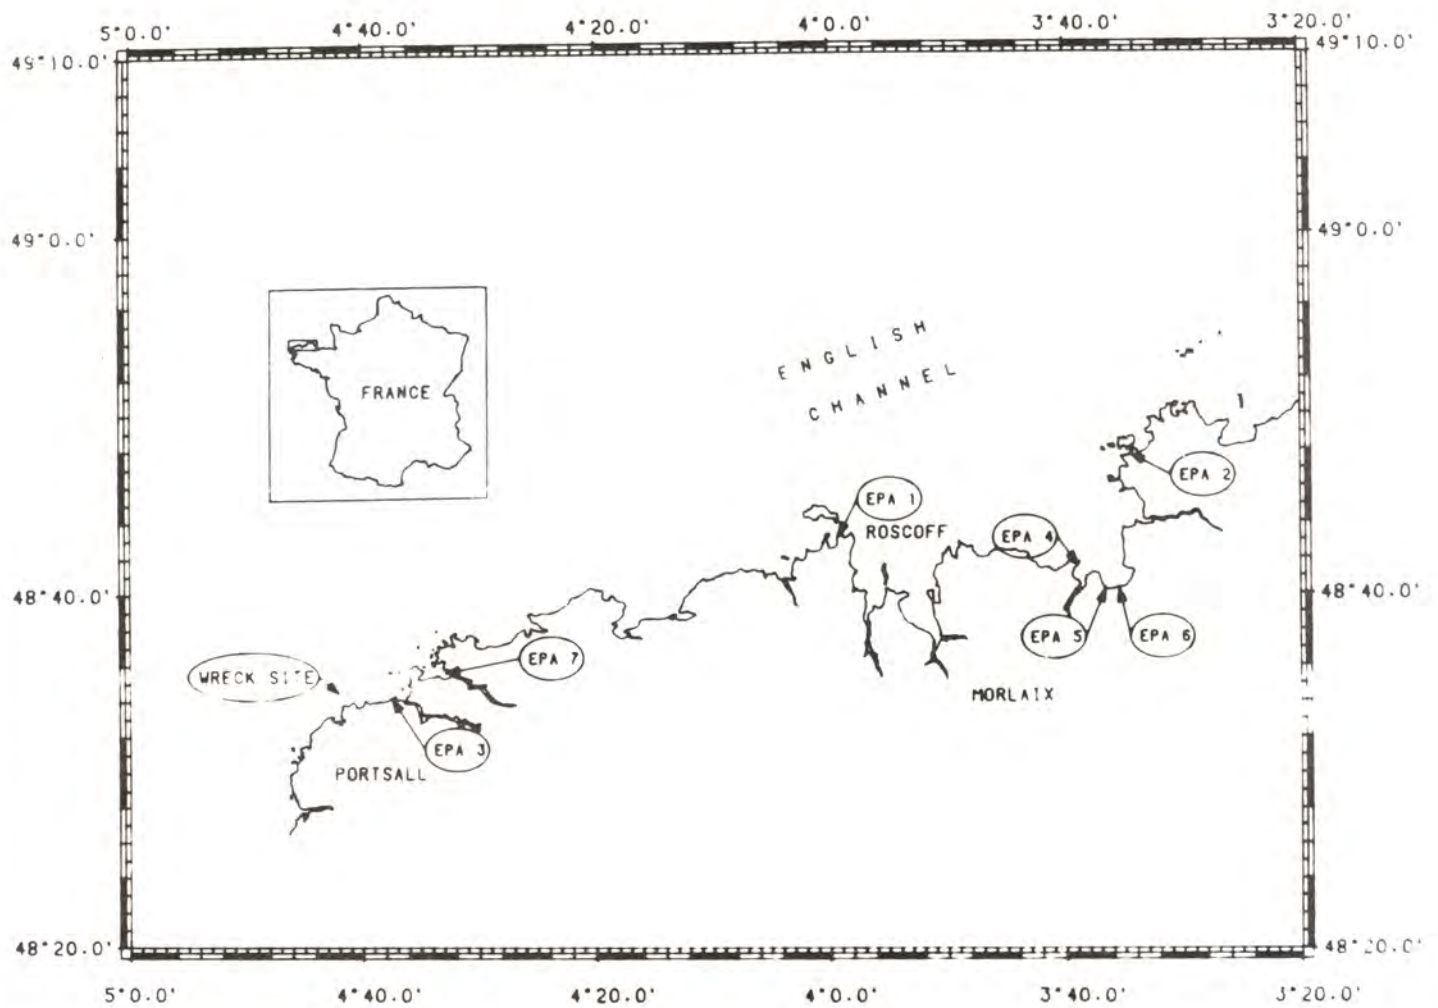 5°0.0' 4°40.0' 4°20.0' 4°0.0' 3°40.0' 3°20.0'
49°10.0' 49°10.0'
49°0.0' 49°0.0'
ENGLISH
CHANNEL
FRANCE
EPA 2
EPA 1
ROSCOFF
EPA 4
48°40.0' 48°40.0'
EPA 5 EPA 6
EPA 7
WRECK SITE
MORLAIX
EPA 3
PORTSALL
48°20.0' 48°20.0'
5°0.0' 4°40.0' 4°20.0' 4°0.0' 3°40.0' 3°20.0'